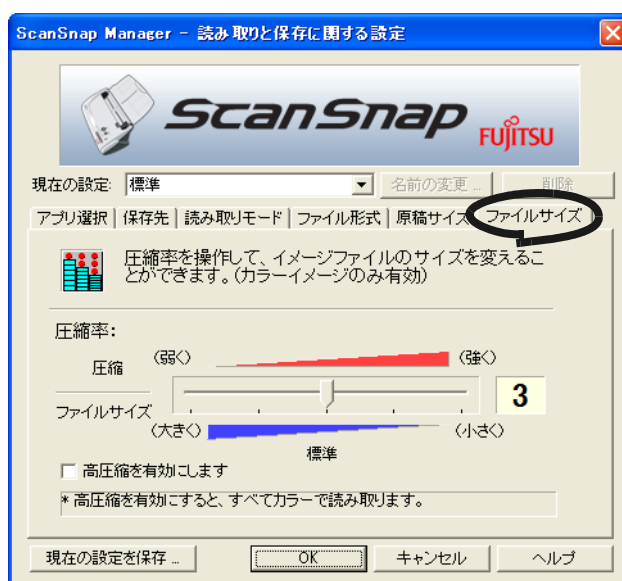 ScanSnap Manager - 読み取りと保存に関する設定
ScanSnap
FUJITSU
現在の設定: 標準 名前の変更 ... 削除
アプリ選択 保存先 読み取りモード ファイル形式 原稿サイズ ファイルサイズ
圧縮率を操作して、イメージファイルのサイズを変えるこ
とができます。(カラーイメージのみ有効)
圧縮率:
圧縮 (弱く) (強く)
3
ファイルサイズ
(大きく) (小さく)
標準
高圧縮を有効にします
* 高圧縮を有効にすると、すべてカラーで読み取ります。
現在の設定を保存 ... OK キャンセル ヘルプ